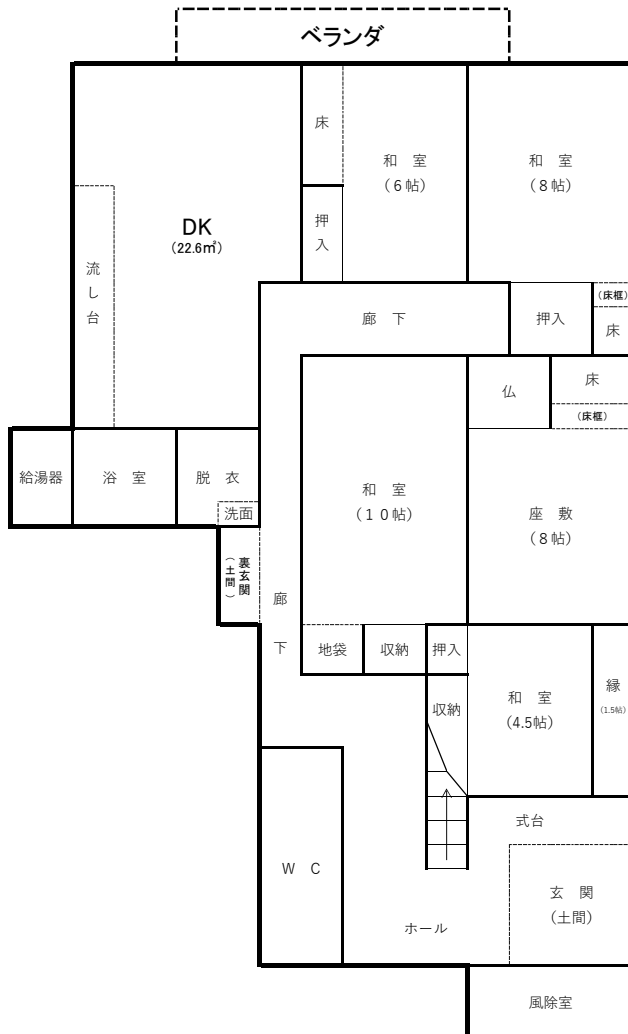 ベランダ
床
和 室
（6帖）
和 室
（8帖）
押
入
DK
（22.6㎡）
流
し
台
廊 下
押入
（床框）
床
仏
床
（床框）
給湯器
浴 室
脱 衣
洗面
和 室
（１０帖）
座 敷
（8帖）
裏玄関
（土間）
廊
下
地袋
収納
押入
収納
和 室
（4.5帖）
縁
（1.5帖）
式台
W C
玄 関
（土間）
ホール
風除室